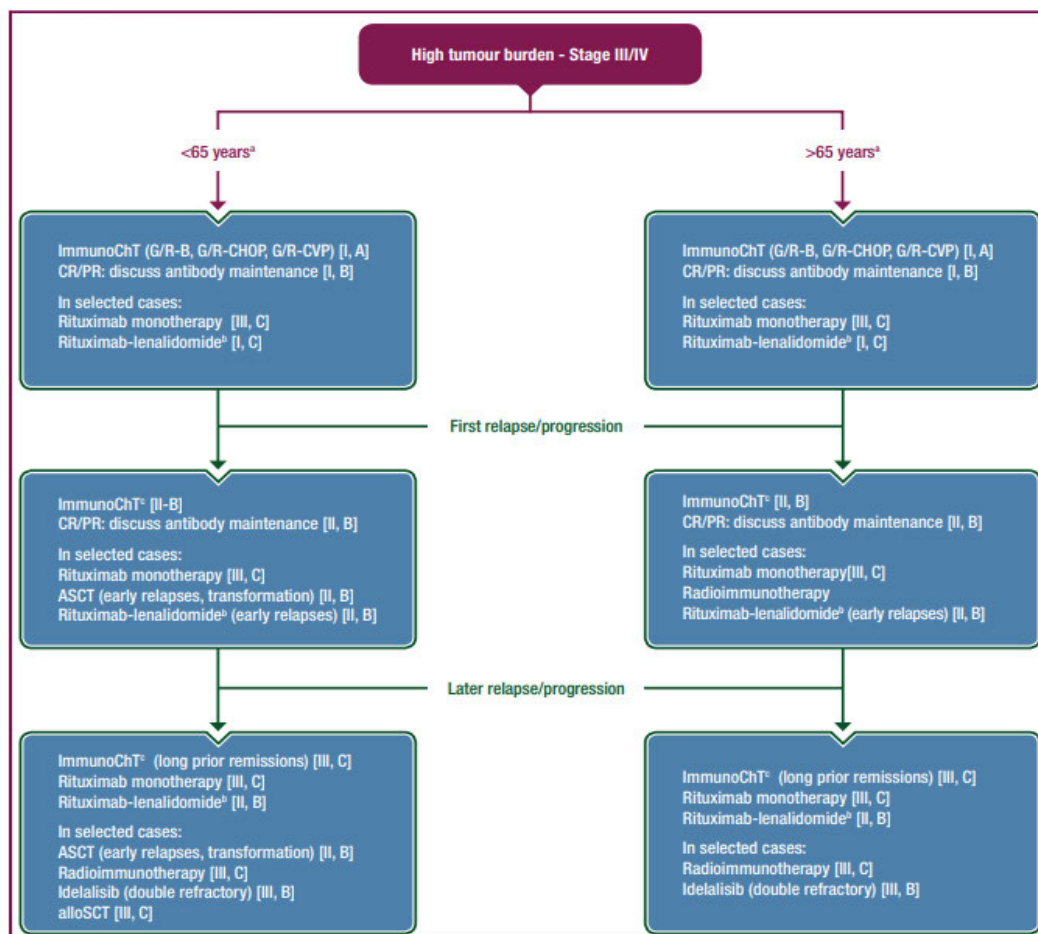 High tumour burden - Stage III/IV
<65 yearsᵃ
>65 yearsᵃ
ImmunoChT (G/R-B, G/R-CHOP, G/R-CVP) [I, A]
CR/PR: discuss antibody maintenance [I, B]
In selected cases:
Rituximab monotherapy [III, C]
Rituximab-lenalidomideᵇ [I, C]
ImmunoChT (G/R-B, G/R-CHOP, G/R-CVP) [I, A]
CR/PR: discuss antibody maintenance [I, B]
In selected cases:
Rituximab monotherapy [III, C]
Rituximab-lenalidomideᵇ [I, C]
First relapse/progression
ImmunoChTᶜ [II-B]
CR/PR: discuss antibody maintenance [II, B]
In selected cases:
Rituximab monotherapy [III, C]
ASCT (early relapses, transformation) [II, B]
Rituximab-lenalidomideᵇ (early relapses) [II, B]
ImmunoChTᶜ [II, B]
CR/PR: discuss antibody maintenance [II, B]
In selected cases:
Rituximab monotherapy[III, C]
Radioimmunotherapy
Rituximab-lenalidomideᵇ (early relapses) [II, B]
Later relapse/progression
ImmunoChTᶜ (long prior remissions) [III, C]
Rituximab monotherapy [III, C]
Rituximab-lenalidomideᵇ [II, B]
In selected cases:
ASCT (early relapses, transformation) [II, B]
Radioimmunotherapy [III, C]
Idelalisib (double refractory) [III, B]
alloSCT [III, C]
ImmunoChTᶜ (long prior remissions) [III, C]
Rituximab monotherapy [III, C]
Rituximab-lenalidomideᵇ [II, B]
In selected cases:
Radioimmunotherapy [III, C]
Idelalisib (double refractory) [III, B]